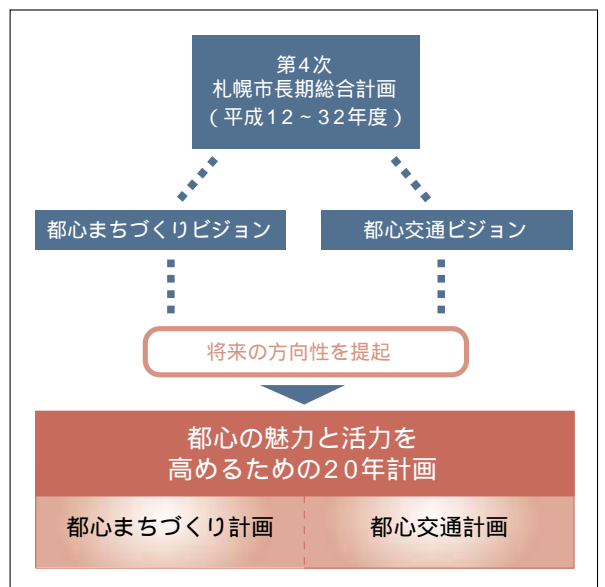 第4次
札幌市長期総合計画
（平成12～32年度）
都心まちづくりビジョン
都心交通ビジョン
将来の方向性を提起
都心の魅力と活力を
高めるための20年計画
都心まちづくり計画
都心交通計画